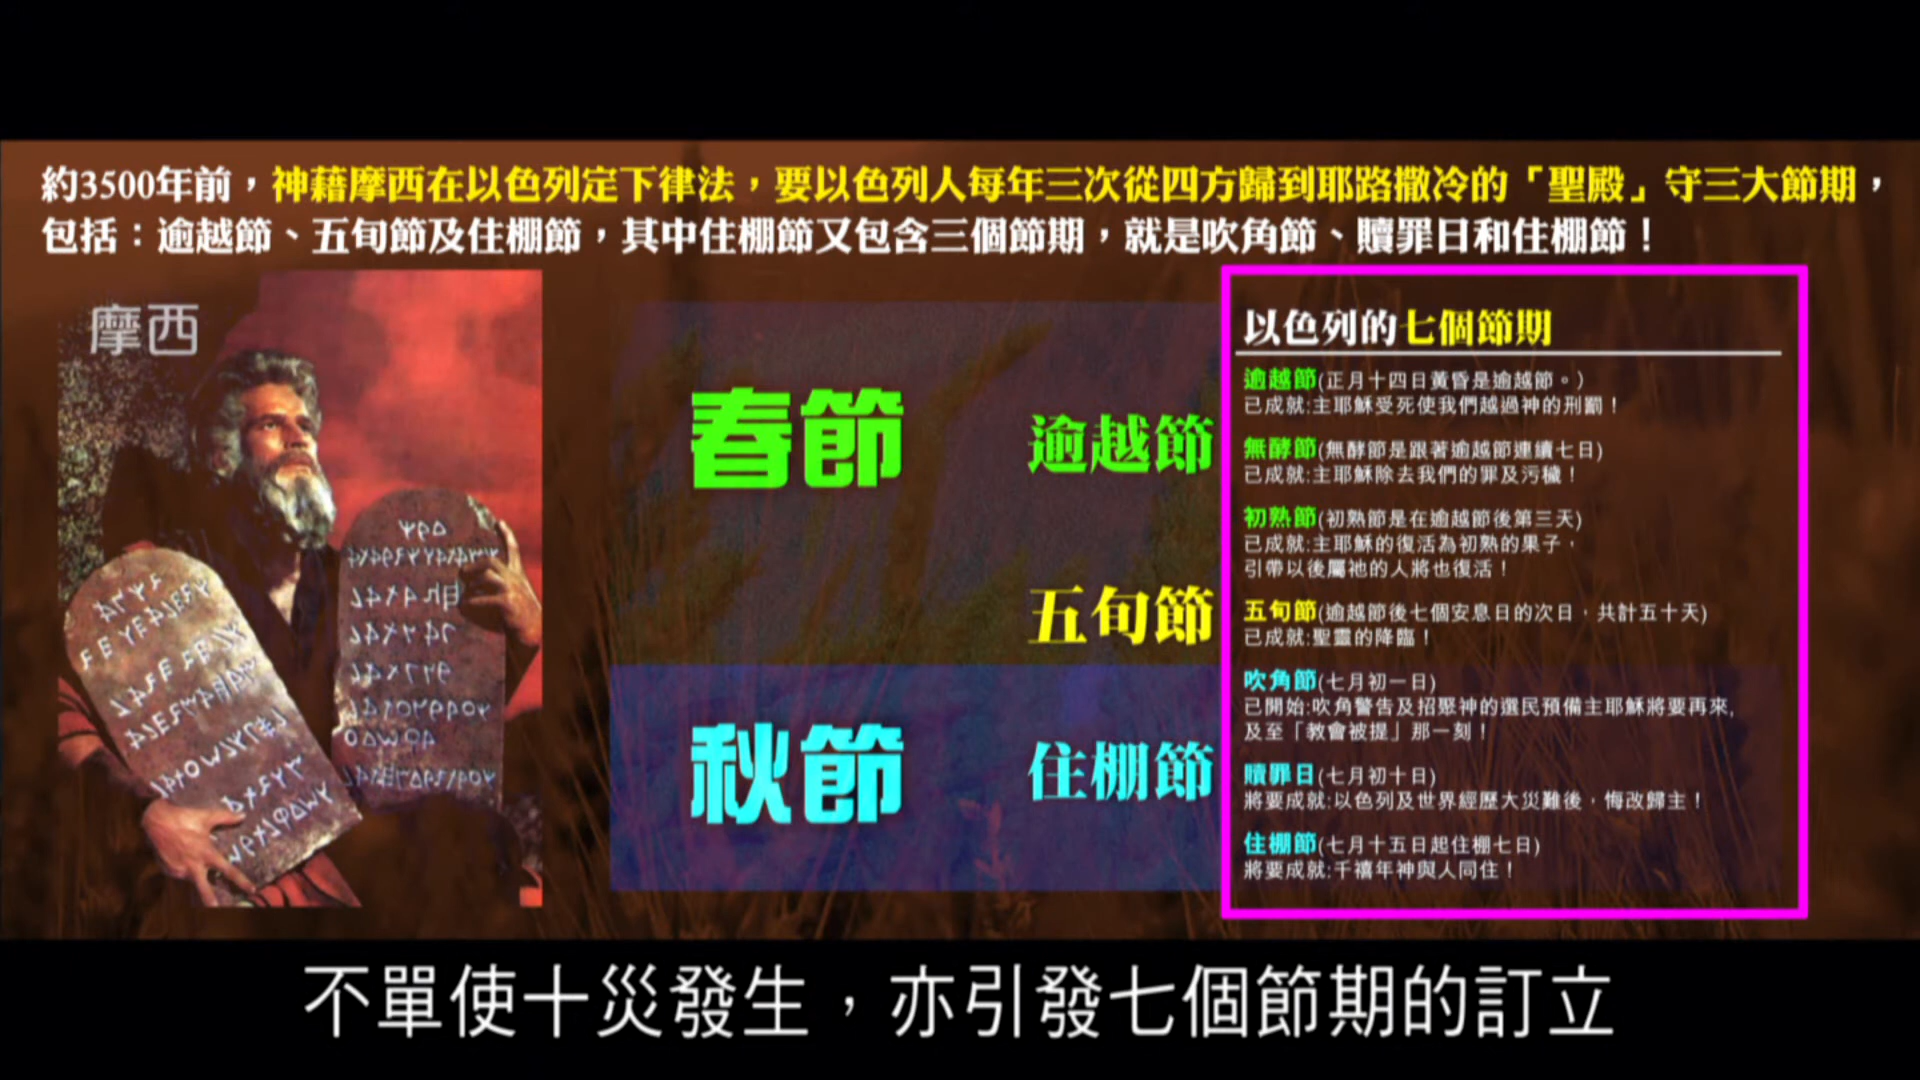 約3500年前，神藉摩西在以色列定下律法，要以色列人每年三次從四方歸到耶路撒冷的「聖殿」守三大節期，
包括：逾越節、五旬節及住棚節，其中住棚節又包含三個節期，就是吹角節、贖罪日和住棚節！
摩西
春節
逾越節
五旬節
秋節
住棚節
以色列的七個節期
逾越節(正月十四日黃昏是逾越節。)
已成就:主耶穌受死使我們越過神的刑罰！
無酵節(無酵節是跟著逾越節連續七日)
已成就:主耶穌除去我們的罪及污穢！
初熟節(初熟節是在逾越節後第三天)
已成就:主耶穌的復活為初熟的果子，
引帶以後屬祂的人將也復活！
五旬節(逾越節後七個安息日的次日，共計五十天)
已成就:聖靈的降臨！
吹角節(七月初一日)
已開始:吹角警告及招聚神的選民預備主耶穌將要再來,
及至「教會被提」那一刻！
贖罪日(七月初十日)
將要成就:以色列及世界經歷大災難後，悔改歸主！
住棚節(七月十五日起住棚七日)
將要成就:千禧年神與人同住！
不單使十災發生，亦引發七個節期的訂立